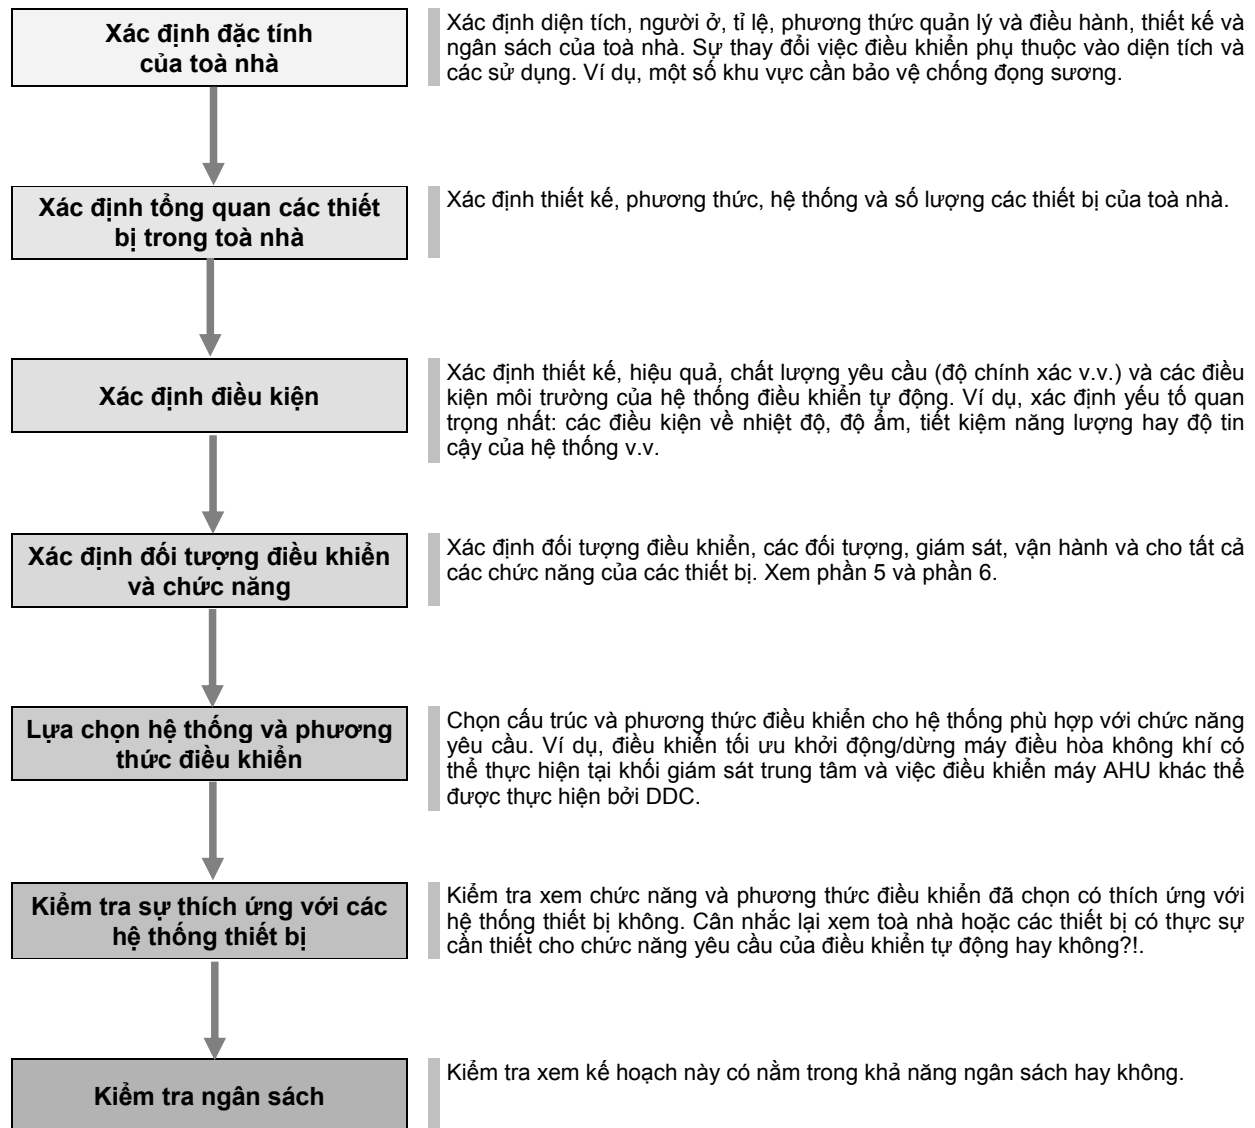 Xác định đặc tính
của toà nhà
Xác định diện tích, người ở, tỉ lệ, phương thức quản lý và điều hành, thiết kế và
ngân sách của toà nhà. Sự thay đổi việc điều khiển phụ thuộc vào diện tích và
các sử dụng. Ví dụ, một số khu vực cần bảo vệ chống đọng sương.
Xác định tổng quan các thiết
bị trong toà nhà
Xác định thiết kế, phương thức, hệ thống và số lượng các thiết bị của toà nhà.
Xác định điều kiện
Xác định thiết kế, hiệu quả, chất lượng yêu cầu (độ chính xác v.v.) và các điều
kiện môi trường của hệ thống điều khiển tự động. Ví dụ, xác định yếu tố quan
trọng nhất: các điều kiện về nhiệt độ, độ ẩm, tiết kiệm năng lượng hay độ tin
cậy của hệ thống v.v.
Xác định đối tượng điều khiển
và chức năng
Xác định đối tượng điều khiển, các đối tượng, giám sát, vận hành và cho tất cả
các chức năng của các thiết bị. Xem phần 5 và phần 6.
Lựa chọn hệ thống và phương
thức điều khiển
Chọn cấu trúc và phương thức điều khiển cho hệ thống phù hợp với chức năng
yêu cầu. Ví dụ, điều khiển tối ưu khởi động/dừng máy điều hòa không khí có
thể thực hiện tại khối giám sát trung tâm và việc điều khiển máy AHU khác thể
được thực hiện bởi DDC.
Kiểm tra sự thích ứng với các
hệ thống thiết bị
Kiểm tra xem chức năng và phương thức điều khiển đã chọn có thích ứng với
hệ thống thiết bị không. Cân nhắc lại xem toà nhà hoặc các thiết bị có thực sự
cần thiết cho chức năng yêu cầu của điều khiển tự động hay không?!.
Kiểm tra ngân sách
Kiểm tra xem kế hoạch này có nằm trong khả năng ngân sách hay không.